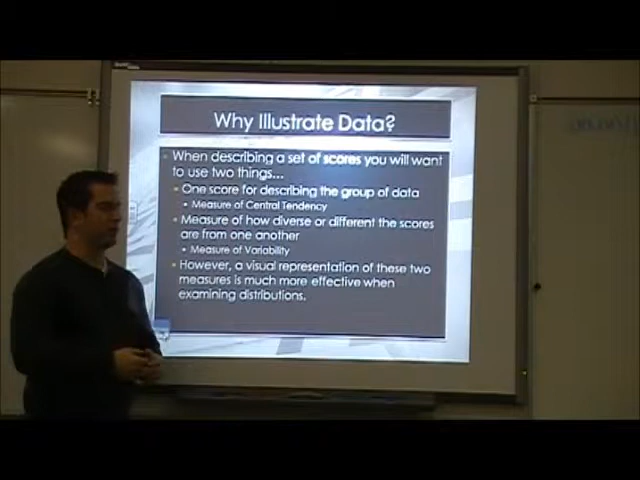 Why Illustrate Data?
When describing a set of scores you will want
to use two things...
One score for describing the group of data
Measure of Central Tendency
Measure of how diverse or different the scores
are from one another
Measure of Variability
However, a visual representation of these two
measures is much more effective when
examining distributions.